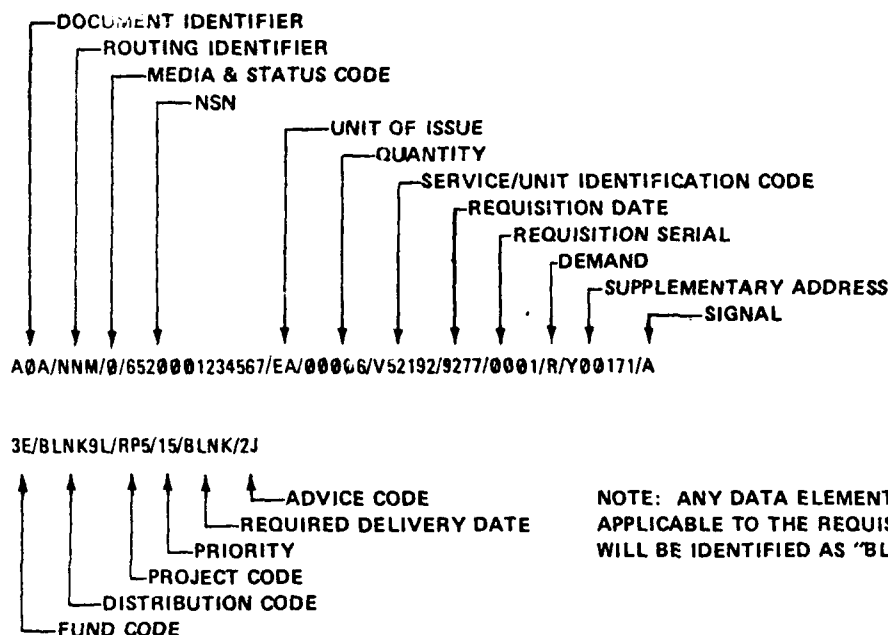 DOCUMENT IDENTIFIER
ROUTING IDENTIFIER
MEDIA & STATUS CODE
NSN
UNIT OF ISSUE
QUANTITY
SERVICE/UNIT IDENTIFICATION CODE
REQUISITION DATE
REQUISITION SERIAL
DEMAND
SUPPLEMENTARY ADDRESS
SIGNAL
A0A/NNM/0/6520001234567/EA/00006/V52192/9277/0001/R/Y00171/A
3E/BLNK9L/RP5/15/BLNK/2J
ADVICE CODE
REQUIRED DELIVERY DATE
PRIORITY
PROJECT CODE
DISTRIBUTION CODE
FUND CODE
NOTE: ANY DATA ELEMENT
APPLICABLE TO THE REQUIS
WILL BE IDENTIFIED AS "BL